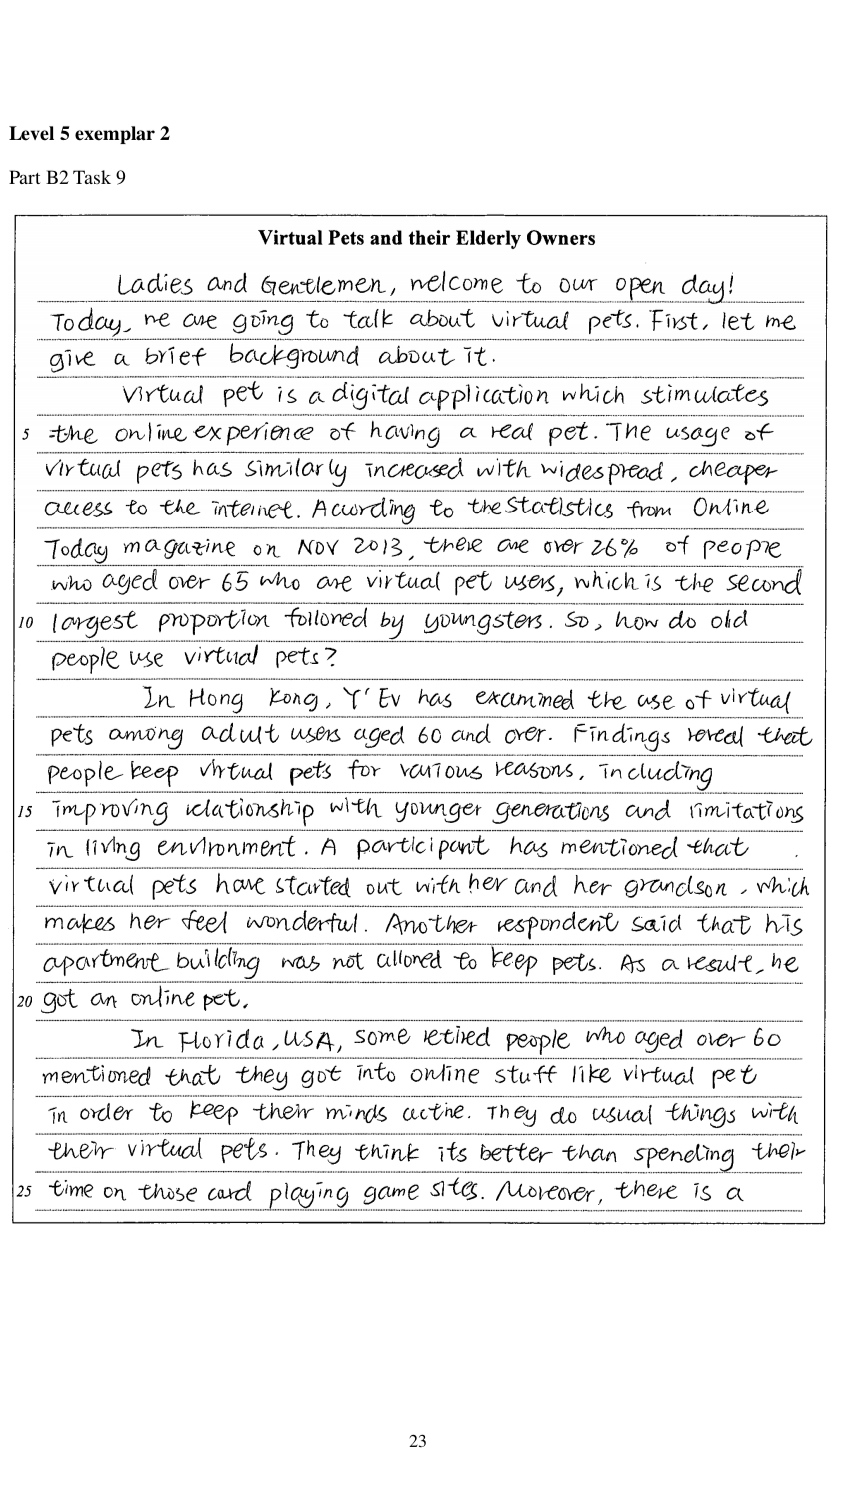 Level 5 exemplar 2
Part B2 Task 9
Virtual Pets and their Elderly Owners
Ladies and Gentlemen, welcome to our open day!
Today, we are going to talk about virtual pets. First, let me
give a brief background about it.
Virtual pet is a digital application which stimulates
5 the online experience of having a real pet. The usage of
virtual pets has similarly increased with widespread, cheaper
access to the internet. Acwording to the statistics from Online
Today magazine on Nov 2013, there are over 26% of people
who aged over 65 who are virtual pet users, which is the second
10 largest proportion followed by youngsters. So, how do old
people use virtual pets?
In Hong Kong, Y'Ev has examined the use of virtual
pets among adult users aged 60 and over. Findings reveal that
people keep virtual pets for various reasons, including
15 improving relationship with younger generations and limitations
in living environment. A participant has mentioned that
virtual pets have started out with her and her grandson, which
makes her feel wonderful. Another respondent said that his
apartment building was not allowed to keep pets. As a result, he
20 got an online pet.
In Florida, USA, some retired people who aged over 60
mentioned that they got into online stuff like virtual pet
in order to keep their minds active. They do usual things with
their virtual pets. They think its better than spending their
25 time on those card playing game sites. Moreover, there is a
23